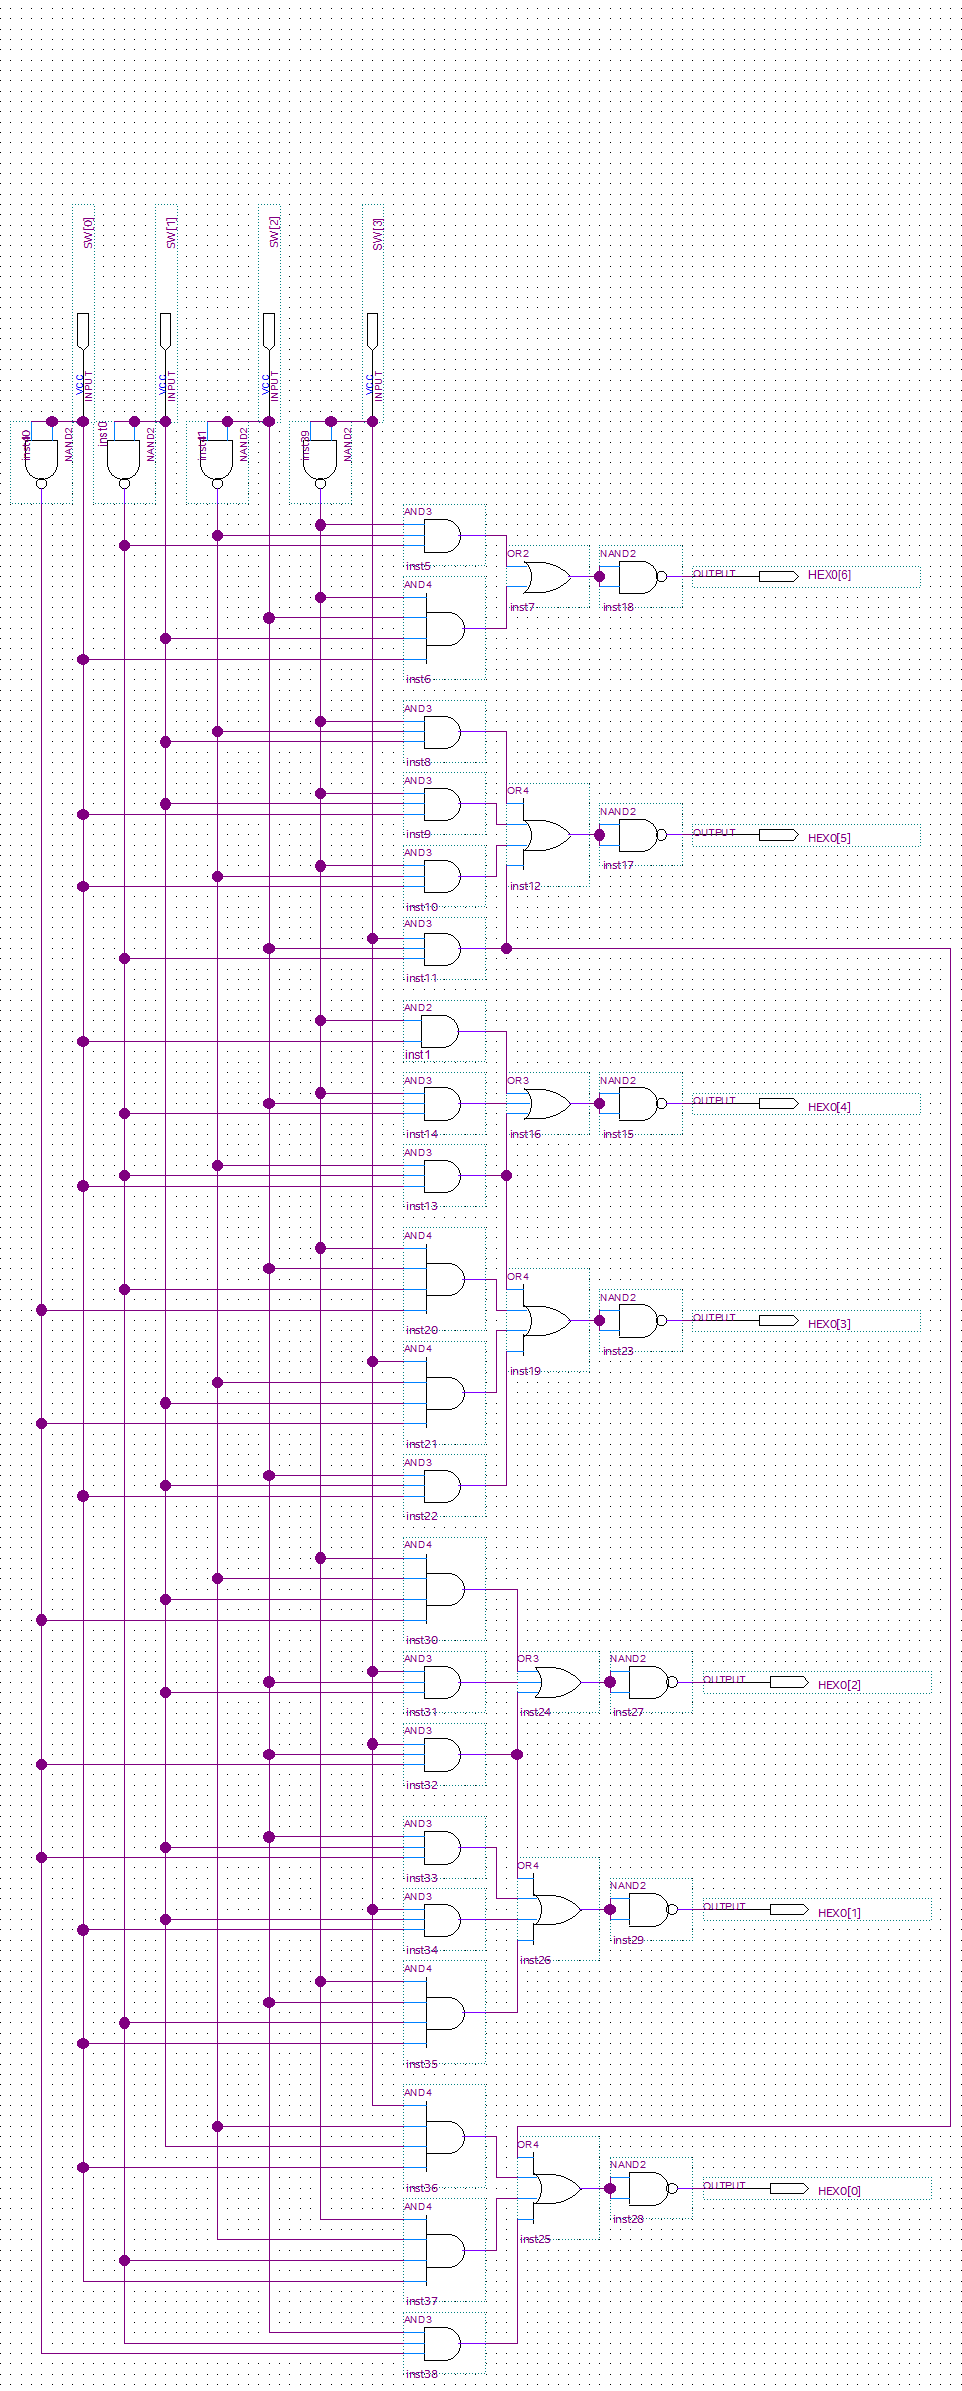 SW[0]
SW[1]
SW[2]
SW[3]
VCC
INPUT
VCC
INPUT
VCC
INPUT
VCC
INPUT
inst40
NAND2
inst0
NAND2
inst41
NAND2
inst39
NAND2
AND3
inst5
OR2
inst7
NAND2
inst18
OUTPUT
HEX0[6]
AND4
inst6
AND3
inst8
AND3
inst9
OR4
inst12
NAND2
inst17
OUTPUT
HEX0[5]
AND3
inst10
AND3
inst11
AND2
inst1
AND3
inst14
OR3
inst16
NAND2
inst15
OUTPUT
HEX0[4]
AND3
inst13
AND4
inst20
OR4
inst19
NAND2
inst23
OUTPUT
HEX0[3]
AND4
inst21
AND3
inst22
AND4
inst30
AND3
inst31
OR3
inst24
NAND2
inst27
OUTPUT
HEX0[2]
AND3
inst32
AND3
inst33
OR4
inst26
NAND2
inst29
OUTPUT
HEX0[1]
AND3
inst34
AND4
inst35
AND4
inst36
OR4
inst25
NAND2
inst28
OUTPUT
HEX0[0]
AND4
inst37
AND3
inst38